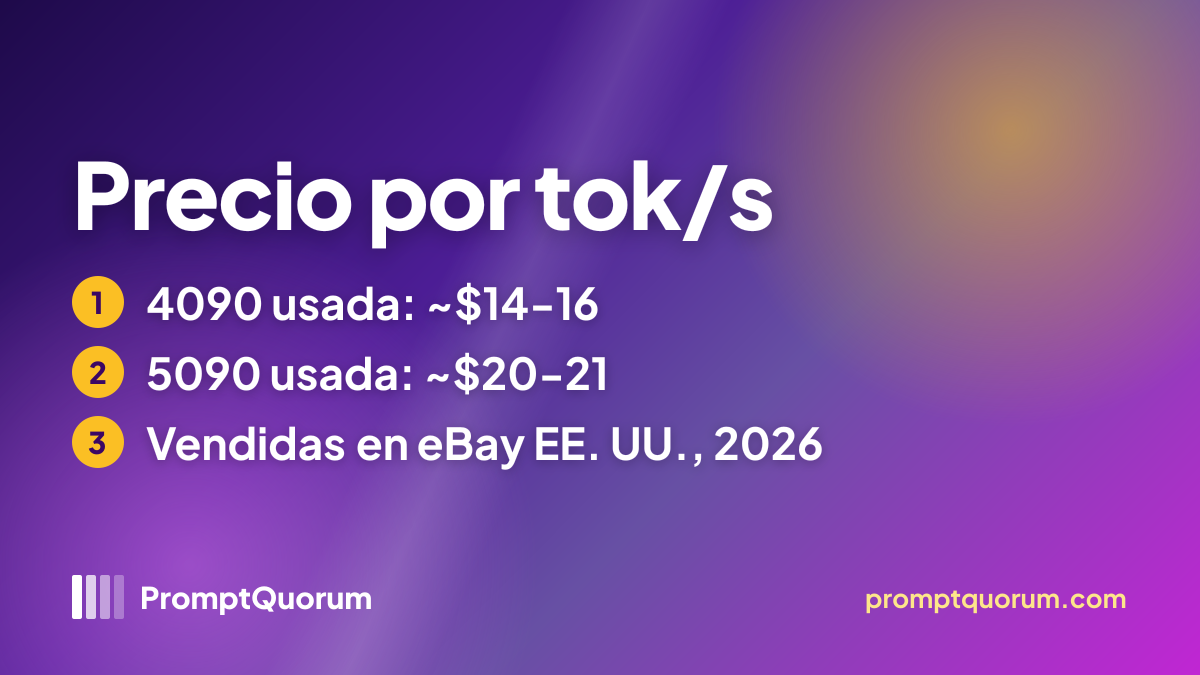 Precio por tok/s
1 4090 usada: ~$14–16
2 5090 usada: ~$20–21
3 Vendidas en eBay EE. UU., 2026
PromptQuorum
promptquorum.com